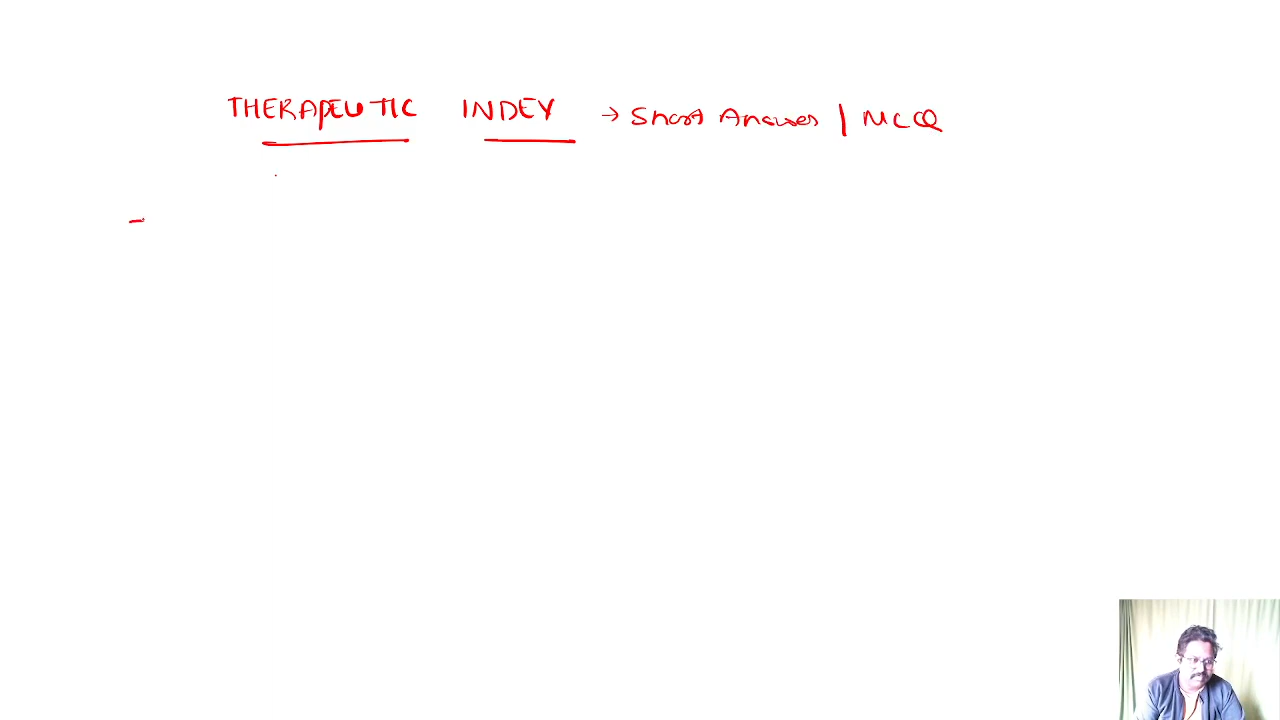 THERAPEUTIC INDEX → Short Answer | MCQ
-